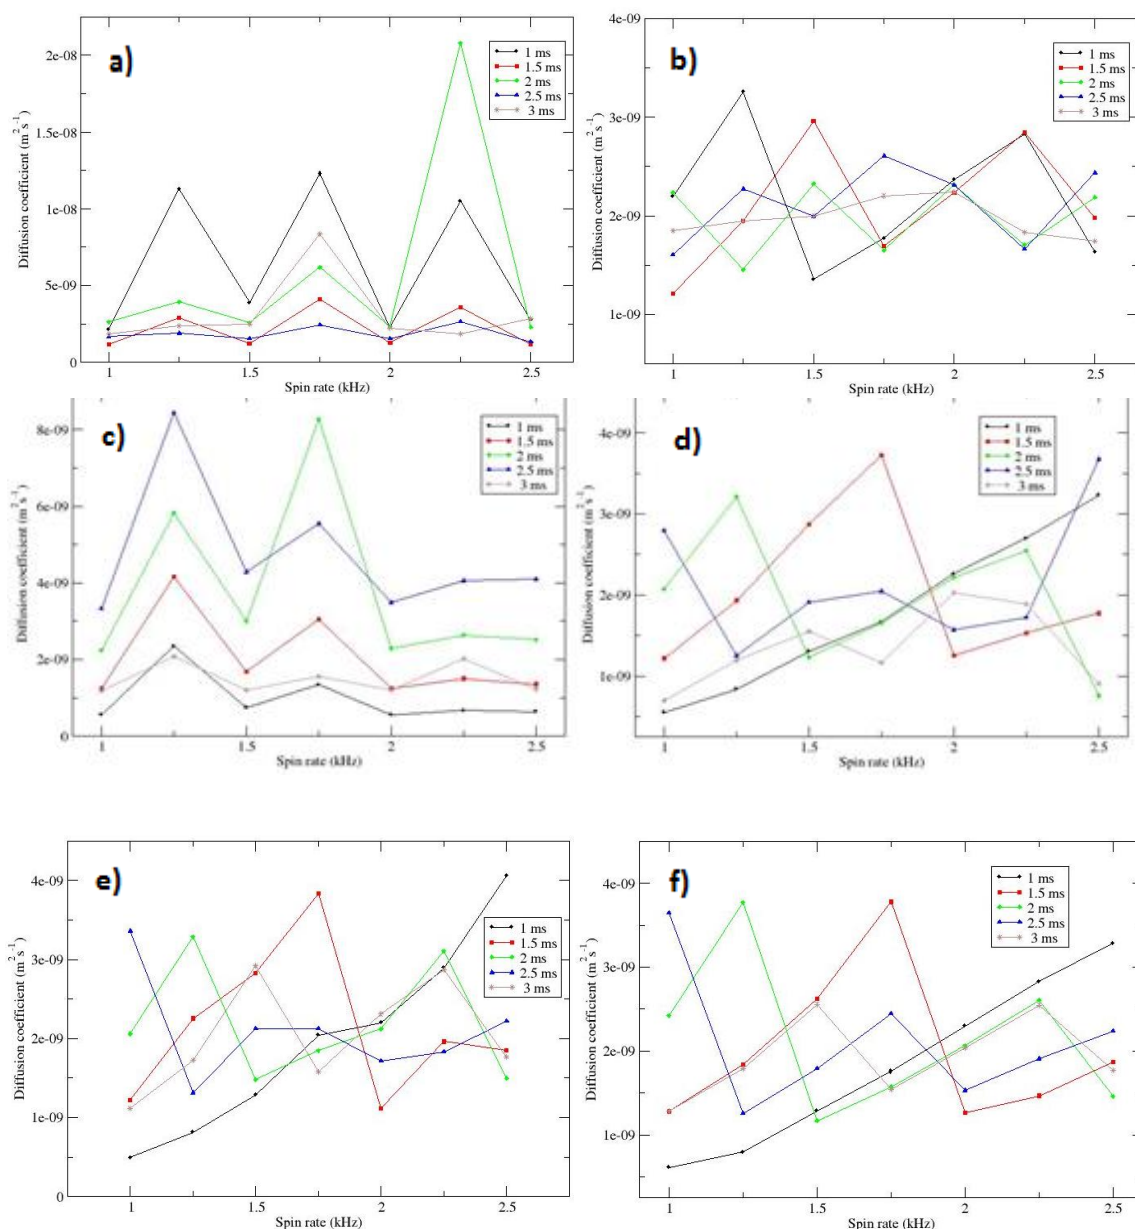 a)
2e-08
1.5e-08
1e-08
5e-09
0
Diffusion coefficient (m² s⁻¹)
1 ms
1.5 ms
2 ms
2.5 ms
3 ms
1
1.5
2
2.5
Spin rate (kHz)
b)
4e-09
3e-09
2e-09
1e-09
Diffusion coefficient (m² s⁻¹)
1 ms
1.5 ms
2 ms
2.5 ms
3 ms
1
1.5
2
2.5
Spin rate (kHz)
c)
8e-09
6e-09
4e-09
2e-09
0
Diffusion coefficient (m² s⁻¹)
1 ms
1.5 ms
2 ms
2.5 ms
3 ms
1
1.5
2
2.5
Spin rate (kHz)
d)
4e-09
3e-09
2e-09
1e-09
Diffusion coefficient (m² s⁻¹)
1 ms
1.5 ms
2 ms
2.5 ms
3 ms
1
1.5
2
2.5
Spin rate (kHz)
e)
4e-09
3e-09
2e-09
1e-09
0
Diffusion coefficient (m² s⁻¹)
1 ms
1.5 ms
2 ms
2.5 ms
3 ms
1
1.5
2
2.5
Spin rate (kHz)
f)
4e-09
3e-09
2e-09
1e-09
Diffusion coefficient (m² s⁻¹)
1 ms
1.5 ms
2 ms
2.5 ms
3 ms
1
1.5
2
2.5
Spin rate (kHz)